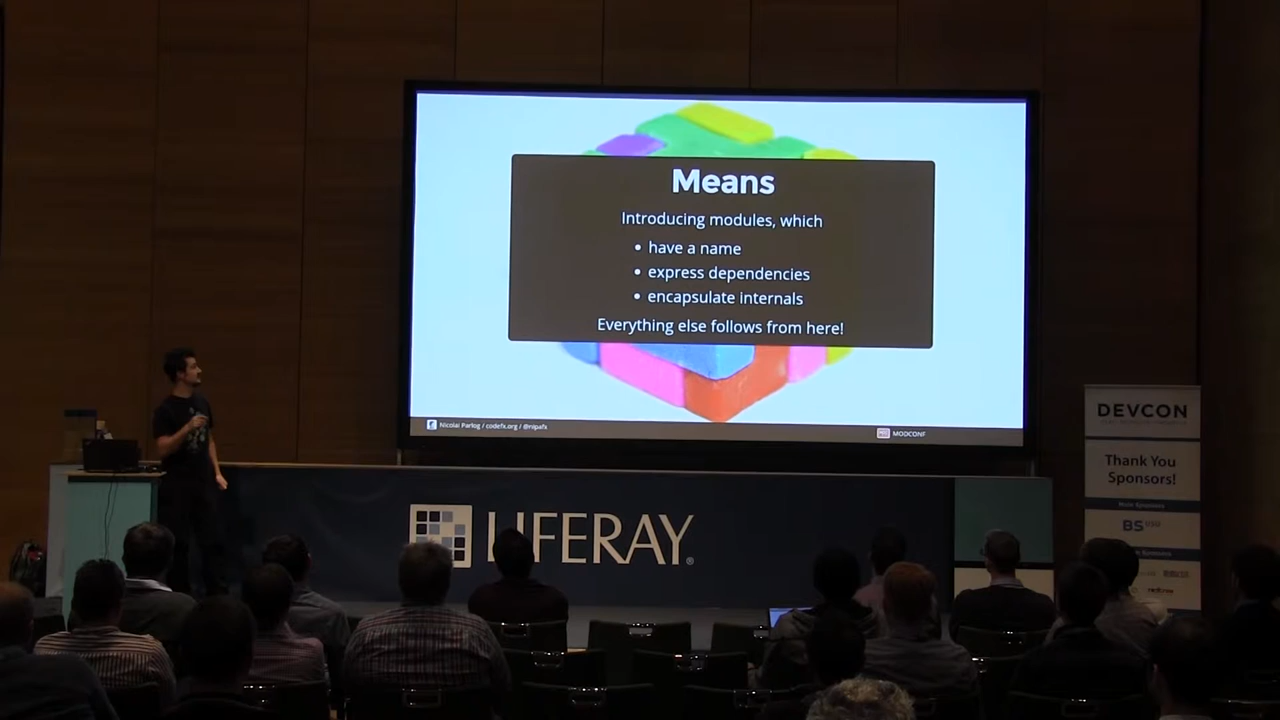 Means
Introducing modules, which
• have a name
• express dependencies
• encapsulate internals
Everything else follows from here!
Nicolai Parlog / codefx.org / @nipafx
MODCONF
LIFERAY
DEVCON
Thank You
Sponsors!
BS